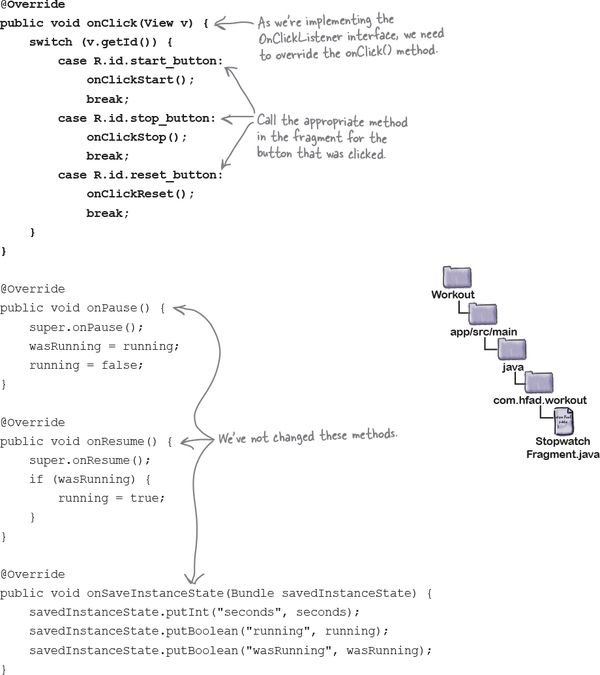 @Override
public void onClick(View v) {
    switch (v.getId()) {
        case R.id.start_button:
            onClickStart();
            break;
        case R.id.stop_button:
            onClickStop();
            break;
        case R.id.reset_button:
            onClickReset();
            break;
    }
}
As we're implementing the
OnClickListener interface, we need
to override the onClick() method.
Call the appropriate method
in the fragment for the
button that was clicked.
@Override
public void onPause() {
    super.onPause();
    wasRunning = running;
    running = false;
}
@Override
public void onResume() {
    super.onResume();
    if (wasRunning) {
        running = true;
    }
}
We've not changed these methods.
@Override
public void onSaveInstanceState(Bundle savedInstanceState) {
    savedInstanceState.putInt("seconds", seconds);
    savedInstanceState.putBoolean("running", running);
    savedInstanceState.putBoolean("wasRunning", wasRunning);
}
Workout
app/src/main
java
com.hfad.workout
Stopwatch
Fragment.java